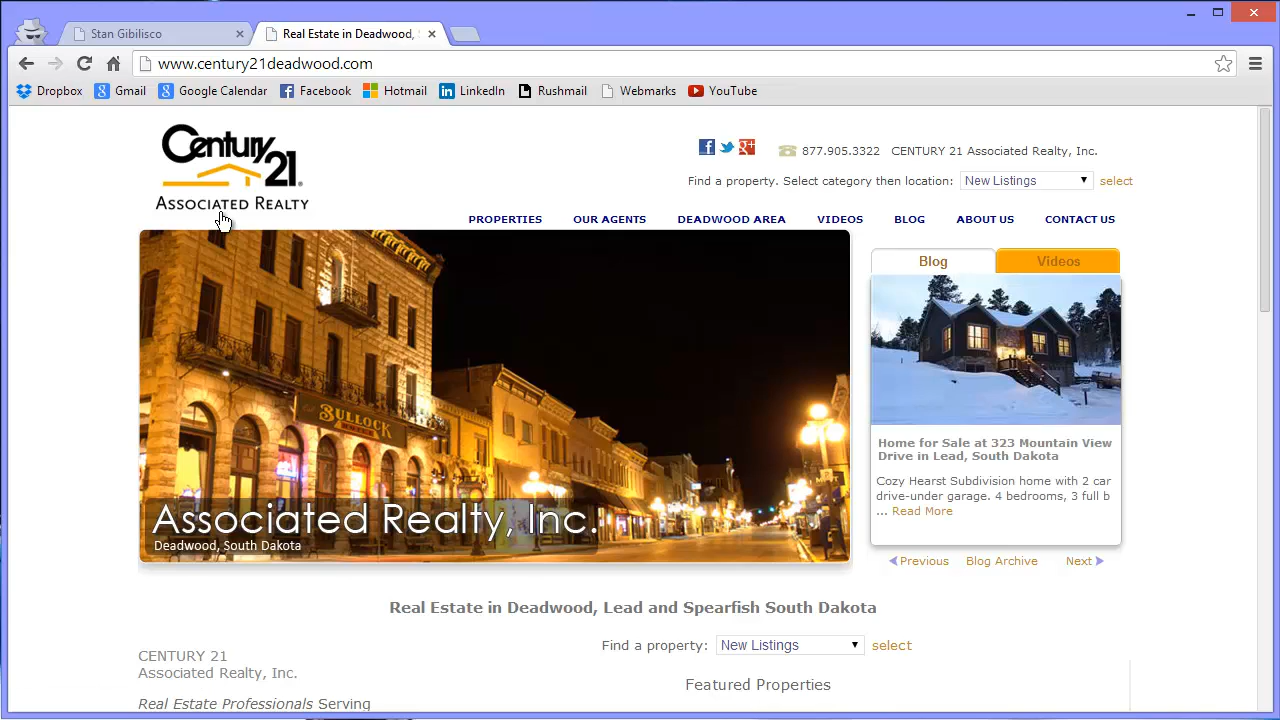 Stan Gibilisco
Real Estate in Deadwood,
www.century21deadwood.com
Dropbox
Gmail
Google Calendar
Facebook
Hotmail
LinkedIn
Rushmail
Webmarks
YouTube
Century 21
ASSOCIATED REALTY
877.905.3322 CENTURY 21 Associated Realty, Inc.
Find a property. Select category then location: New Listings select
PROPERTIES OUR AGENTS DEADWOOD AREA VIDEOS BLOG ABOUT US CONTACT US
BULLOCK
Associated Realty, Inc.
Deadwood, South Dakota
Blog Videos
Home for Sale at 323 Mountain View
Drive in Lead, South Dakota
Cozy Hearst Subdivision home with 2 car
drive-under garage. 4 bedrooms, 3 full b
... Read More
Previous Blog Archive Next
Real Estate in Deadwood, Lead and Spearfish South Dakota
Find a property: New Listings select
CENTURY 21
Associated Realty, Inc.
Featured Properties
Real Estate Professionals Serving